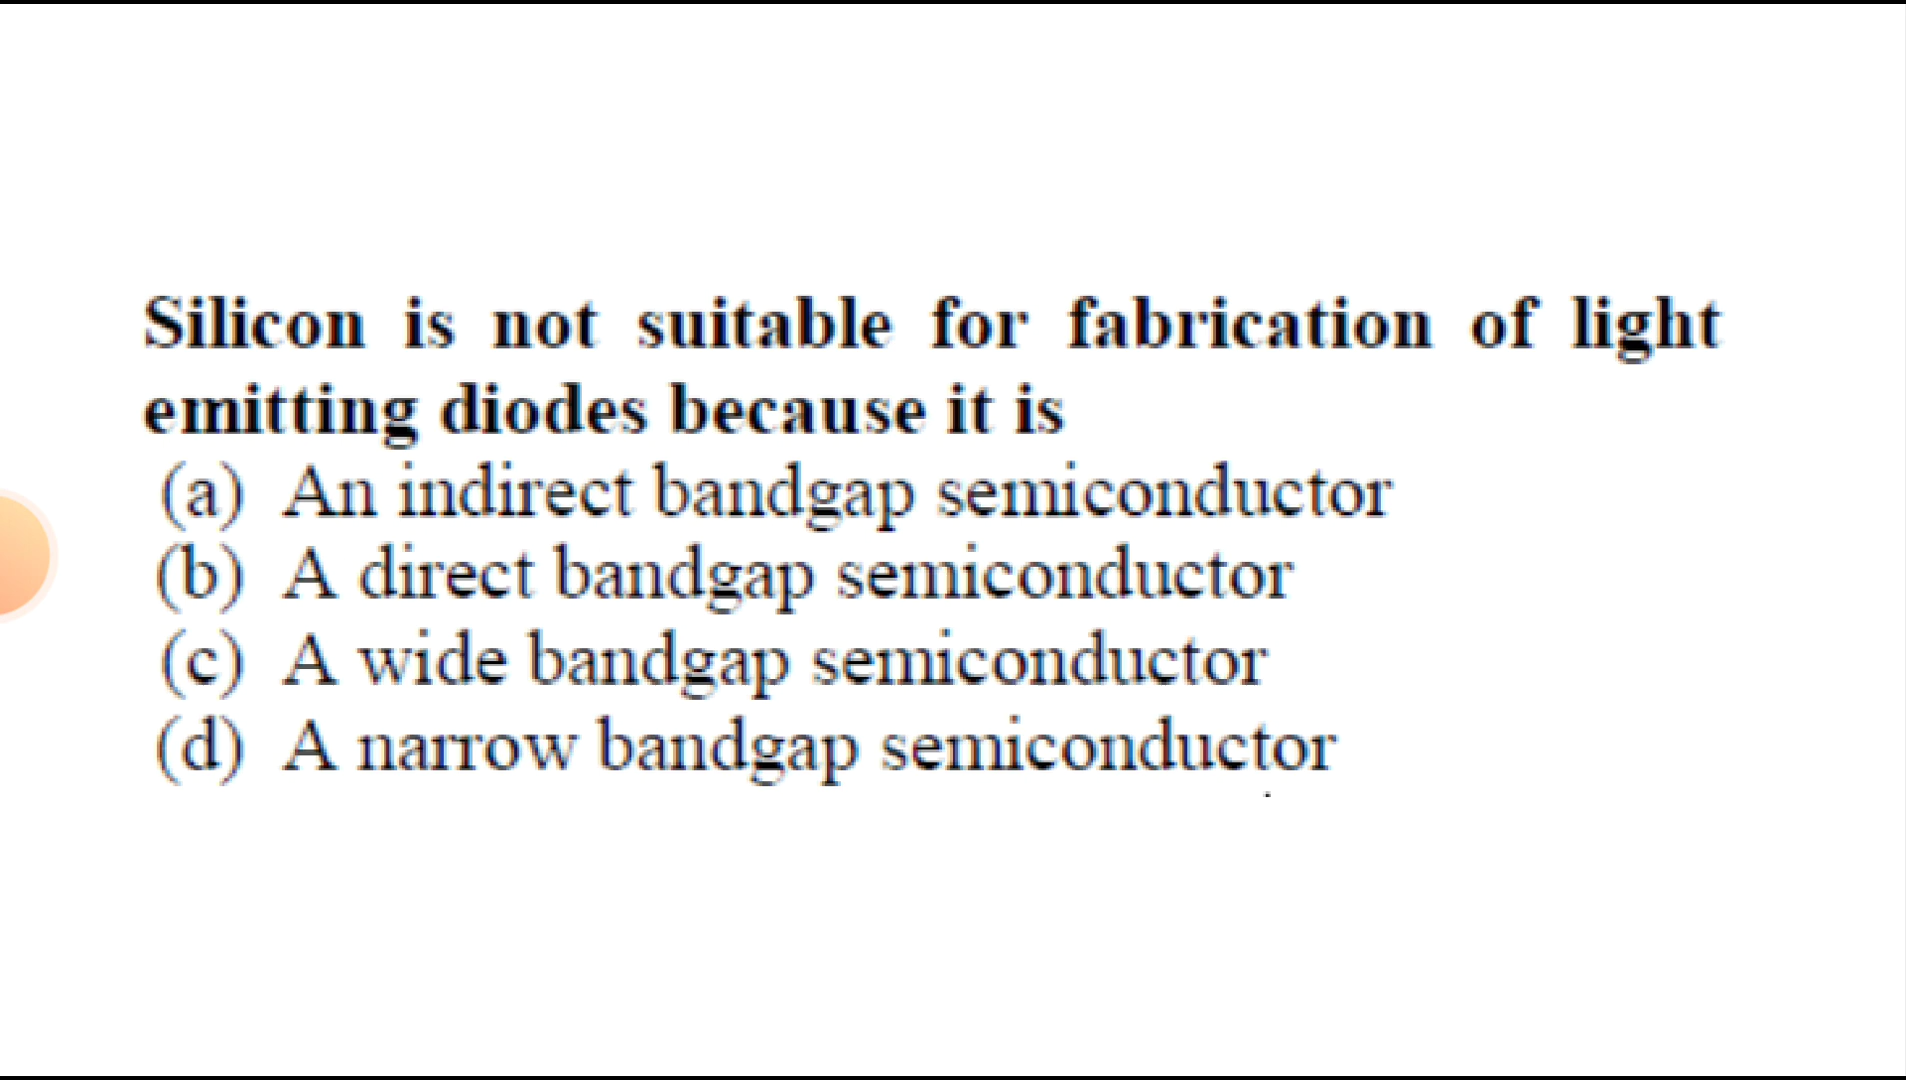 Silicon is not suitable for fabrication of light
emitting diodes because it is
(a) An indirect bandgap semiconductor
(b) A direct bandgap semiconductor
(c) A wide bandgap semiconductor
(d) A narrow bandgap semiconductor